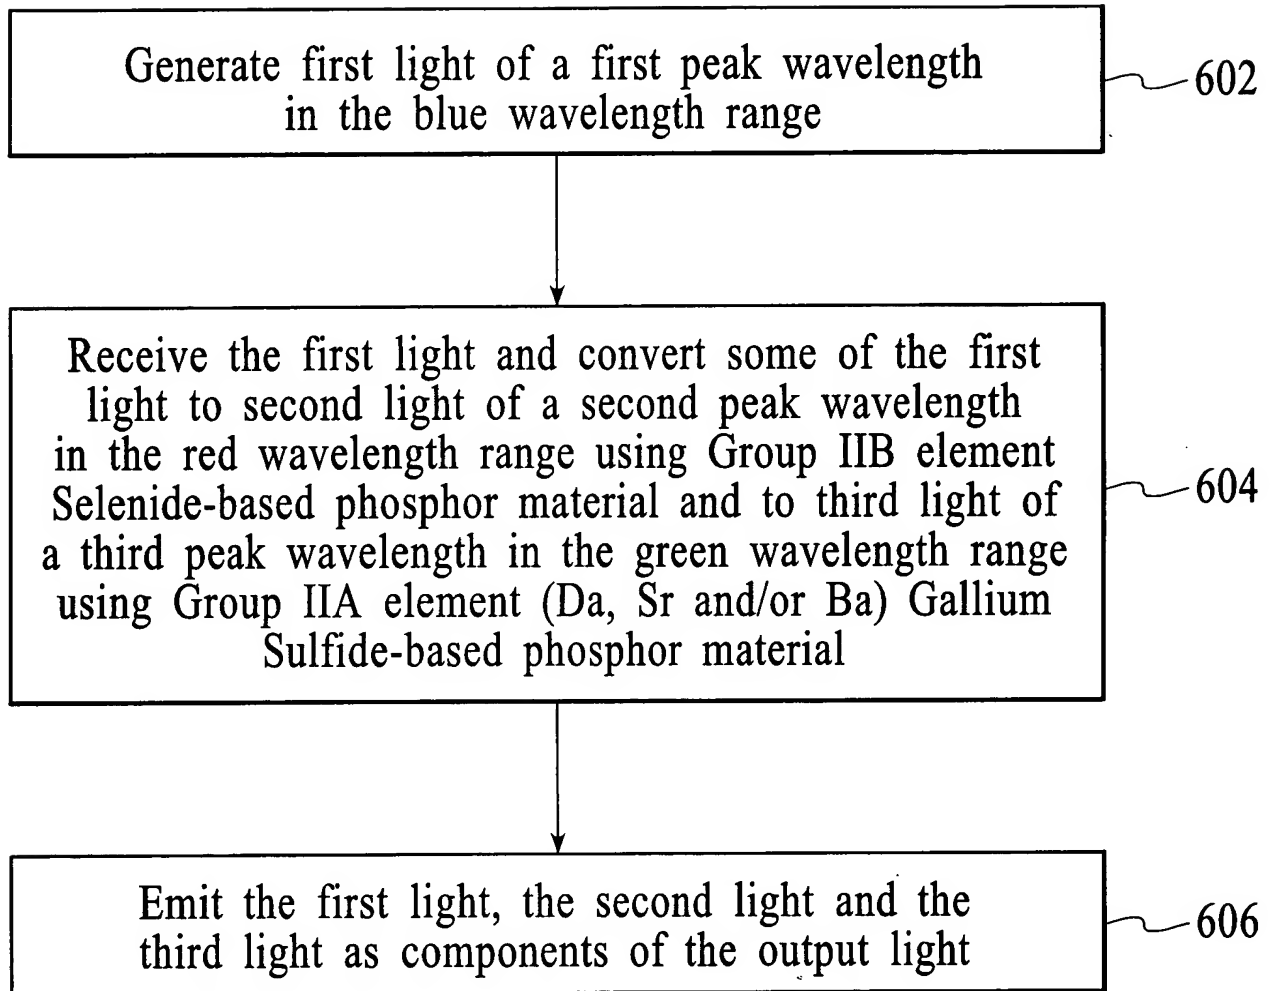 Generate first light of a first peak wavelength
in the blue wavelength range
602
Receive the first light and convert some of the first
light to second light of a second peak wavelength
in the red wavelength range using Group IIB element
Selenide-based phosphor material and to third light of
a third peak wavelength in the green wavelength range
using Group IIA element (Da, Sr and/or Ba) Gallium
Sulfide-based phosphor material
604
Emit the first light, the second light and the
third light as components of the output light
606